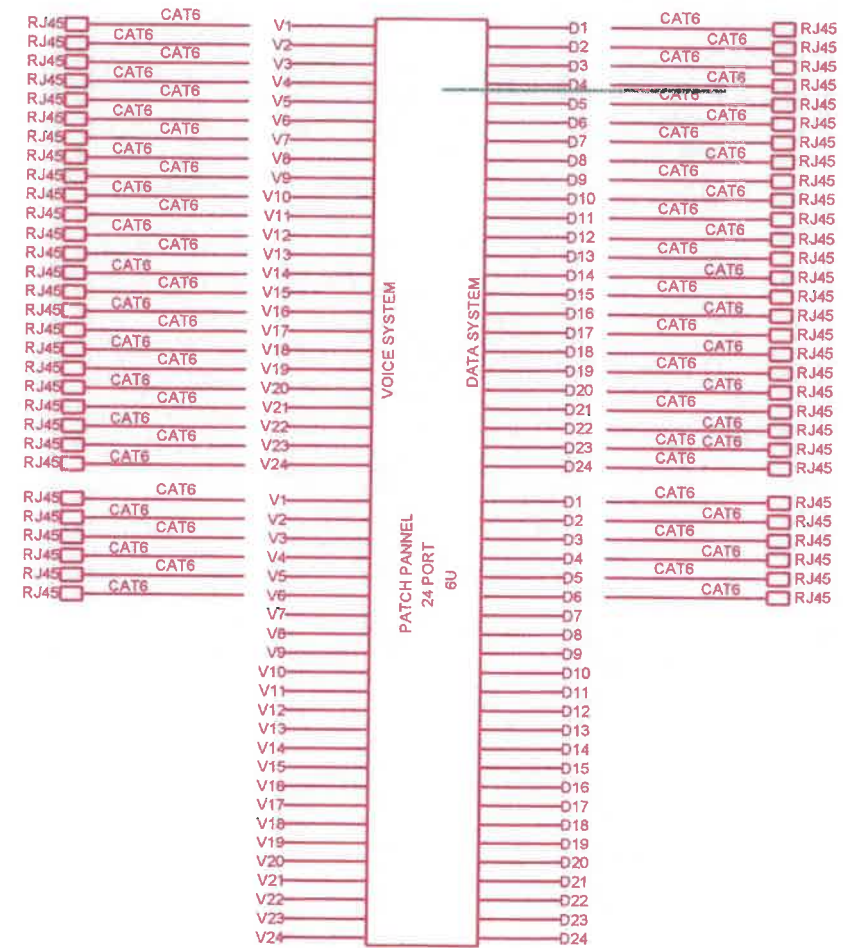 RJ45 CAT6 V1 D1 CAT6 RJ45
RJ45 CAT6 V2 D2 CAT6 RJ45
RJ45 CAT6 V3 D3 CAT6 RJ45
RJ45 CAT6 V4 D4 CAT6 RJ45
RJ45 CAT6 V5 D5 CAT6 RJ45
RJ45 CAT6 V6 D6 CAT6 RJ45
RJ45 CAT6 V7 D7 CAT6 RJ45
RJ45 CAT6 V8 D8 CAT6 RJ45
RJ45 CAT6 V9 D9 CAT6 RJ45
RJ45 CAT6 V10 D10 CAT6 RJ45
RJ45 CAT6 V11 D11 CAT6 RJ45
RJ45 CAT6 V12 D12 CAT6 RJ45
RJ45 CAT6 V13 D13 CAT6 RJ45
RJ45 CAT6 V14 D14 CAT6 RJ45
RJ45 CAT6 V15 D15 CAT6 RJ45
RJ45 CAT6 V16 D16 CAT6 RJ45
RJ45 CAT6 V17 D17 CAT6 RJ45
RJ45 CAT6 V18 D18 CAT6 RJ45
RJ45 CAT6 V19 D19 CAT6 RJ45
RJ45 CAT6 V20 D20 CAT6 RJ45
RJ45 CAT6 V21 D21 CAT6 RJ45
RJ45 CAT6 V22 D22 CAT6 RJ45
RJ45 CAT6 V23 D23 CAT6 CAT6 RJ45
RJ45 CAT6 V24 D24 CAT6 RJ45
VOICE SYSTEM
DATA SYSTEM
RJ45 CAT6 V1 D1 CAT6 RJ45
RJ45 CAT6 V2 D2 CAT6 RJ45
RJ45 CAT6 V3 D3 CAT6 RJ45
RJ45 CAT6 V4 D4 CAT6 RJ45
RJ45 CAT6 V5 D5 CAT6 RJ45
RJ45 CAT6 V6 D6 CAT6 RJ45
V7 D7
V8 D8
V9 D9
V10 D10
V11 D11
V12 D12
V13 D13
V14 D14
V15 D15
V16 D16
V17 D17
V18 D18
V19 D19
V20 D20
V21 D21
V22 D22
V23 D23
V24 D24
PATCH PANNEL
24 PORT
6U